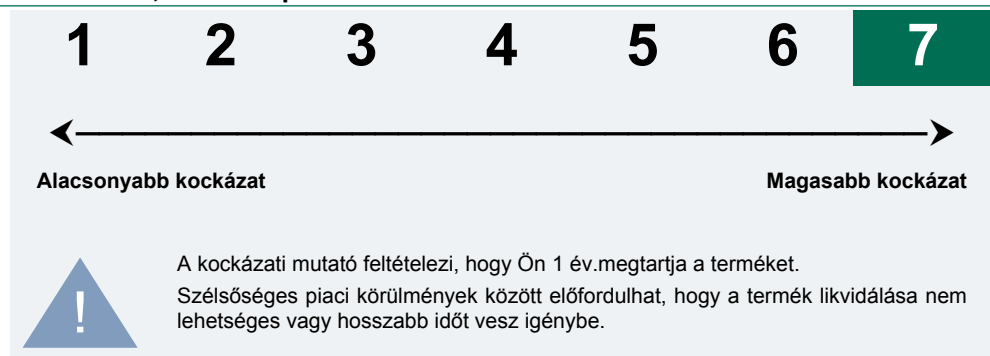 1 2 3 4 5 6 7
Alacsonyabb kockázat Magasabb kockázat
A kockázati mutató feltételezi, hogy Ön 1 év.megtartja a terméket.
Szélsőséges piaci körülmények között előfordulhat, hogy a termék likvidálása nem
lehetséges vagy hosszabb időt vesz igénybe.
!